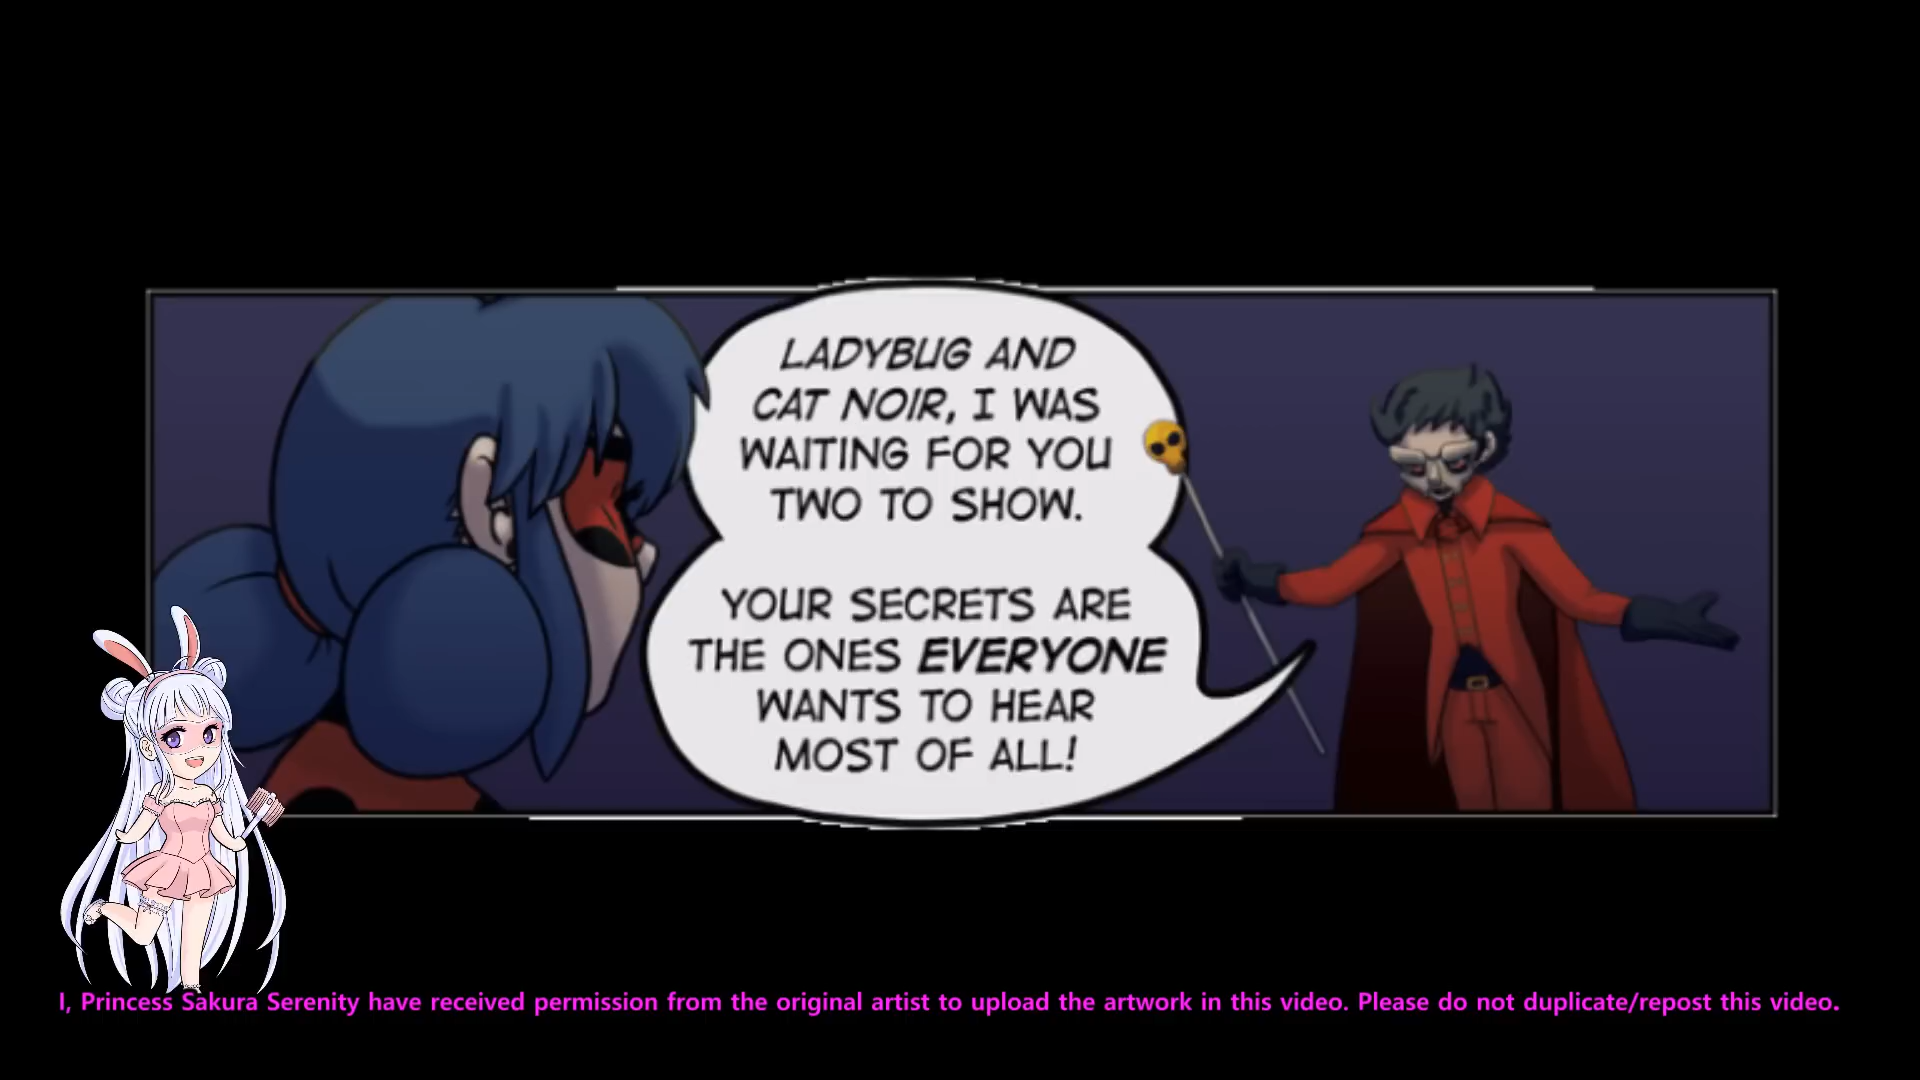 LADYBUG AND
CAT NOIR, I WAS
WAITING FOR YOU
TWO TO SHOW.
YOUR SECRETS ARE
THE ONES EVERYONE
WANTS TO HEAR
MOST OF ALL!
I, Princess Sakura Serenity have received permission from the original artist to upload the artwork in this video. Please do not duplicate/repost this video.